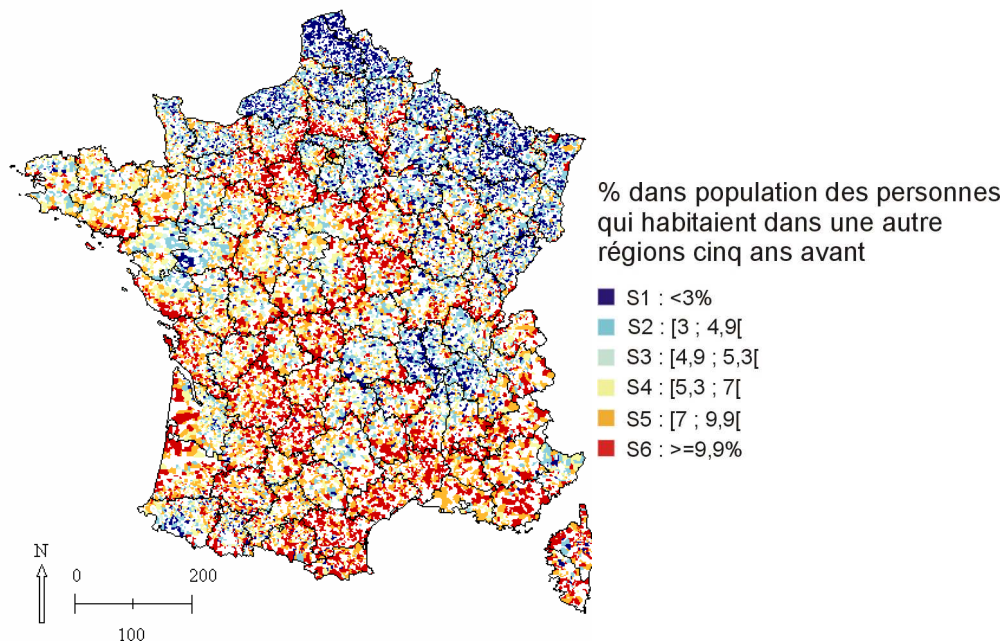 % dans population des personnes
qui habitaient dans une autre
régions cinq ans avant
S1 : <3%
S2 : [3 ; 4,9[
S3 : [4,9 ; 5,3[
S4 : [5,3 ; 7[
S5 : [7 ; 9,9[
S6 : >=9,9%
N
0 200
100